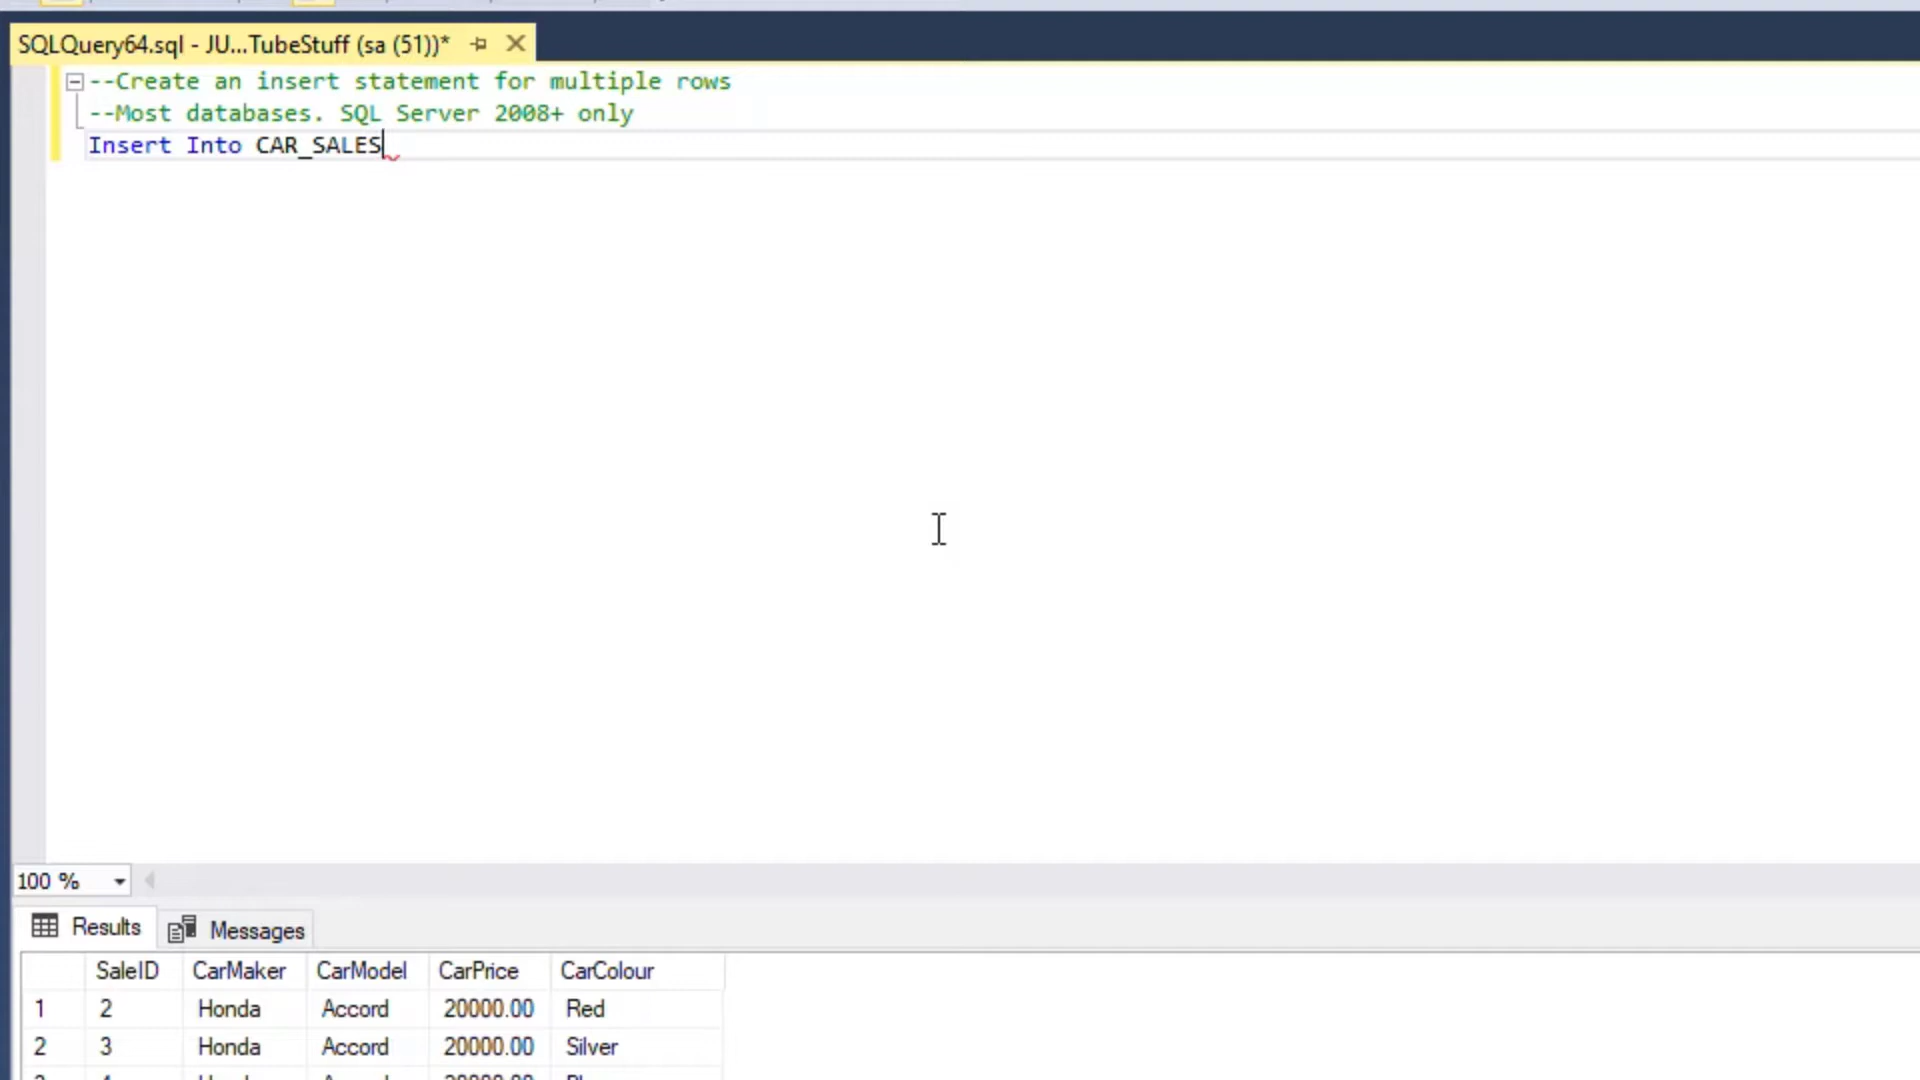 SQLQuery64.sql - JU...TubeStuff (sa (51))*
--Create an insert statement for multiple rows
--Most databases. SQL Server 2008+ only
Insert Into CAR_SALES
100 %
Results Messages
SaleID CarMaker CarModel CarPrice CarColour
1 2 Honda Accord 20000.00 Red
2 3 Honda Accord 20000.00 Silver